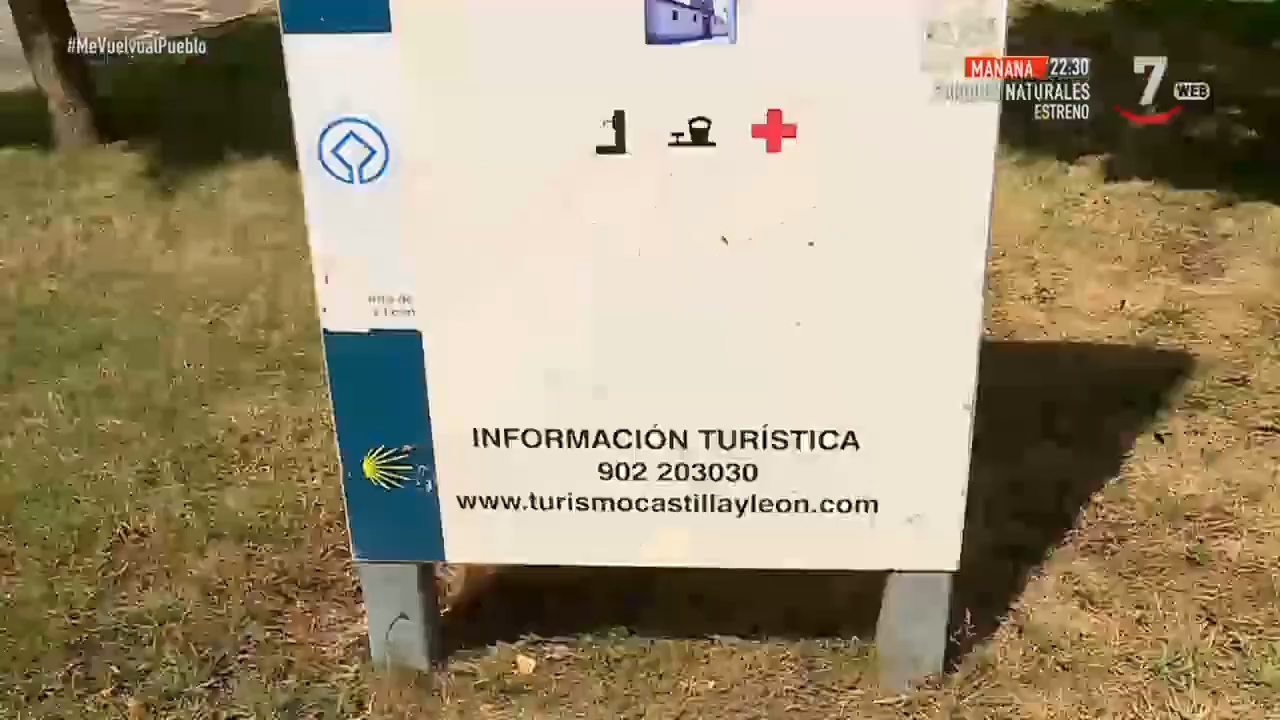 #MeVuelvoalPueblo
MAÑANA 22:30
NATURALES
ESTRENO
7
WEB
INFORMACIÓN TURÍSTICA
902 203030
www.turismocastillayleon.com